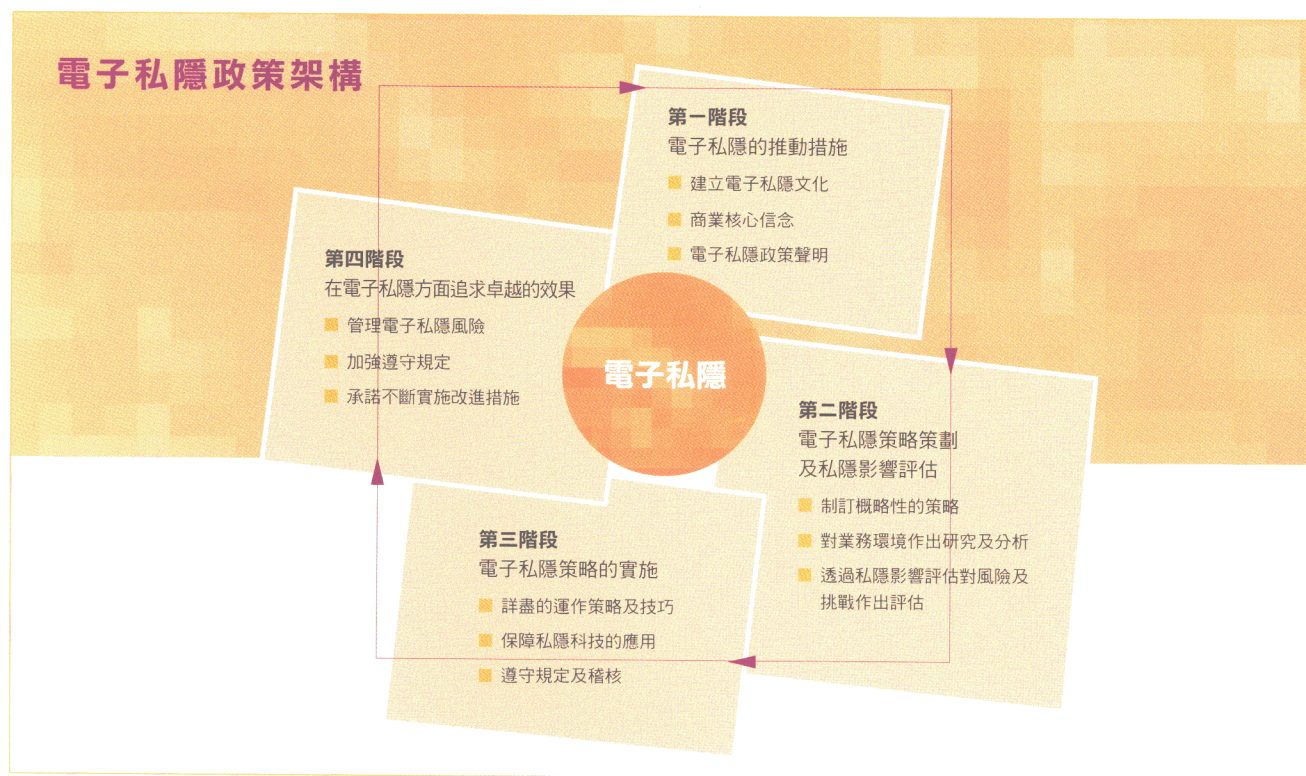 電子私隱政策架構
第一階段
電子私隱的推動措施
建立電子私隱文化
商業核心信念
電子私隱政策聲明
第二階段
電子私隱策略策劃
及私隱影響評估
制訂概略性的策略
對業務環境作出研究及分析
透過私隱影響評估對風險及
挑戰作出評估
第三階段
電子私隱策略的實施
詳盡的運作策略及技巧
保障私隱科技的應用
遵守規定及稽核
第四階段
在電子私隱方面追求卓越的效果
管理電子私隱風險
加強遵守規定
承諾不斷實施改進措施
電子私隱